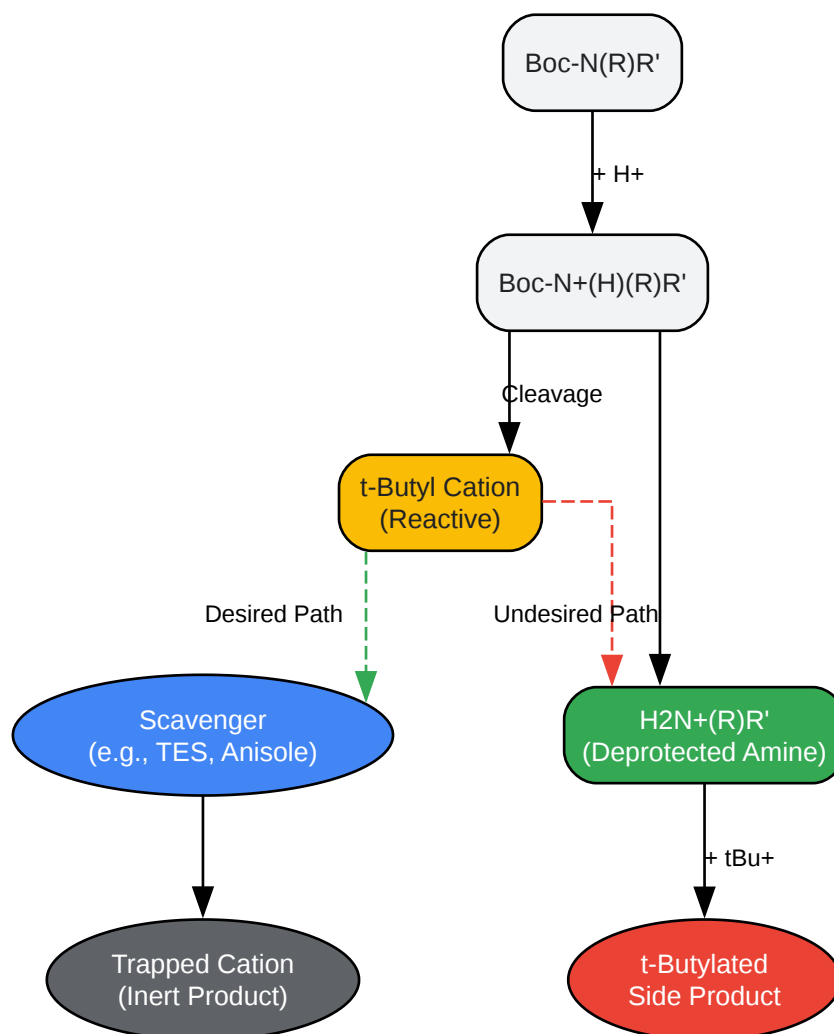 Boc-N(R)R'
+ H+
Boc-N+(H)(R)R'
Cleavage
t-Butyl Cation
(Reactive)
Desired Path
Undesired Path
Scavenger
(e.g., TES, Anisole)
H2N+(R)R'
(Deprotected Amine)
+ tBu+
Trapped Cation
(Inert Product)
t-Butylated
Side Product